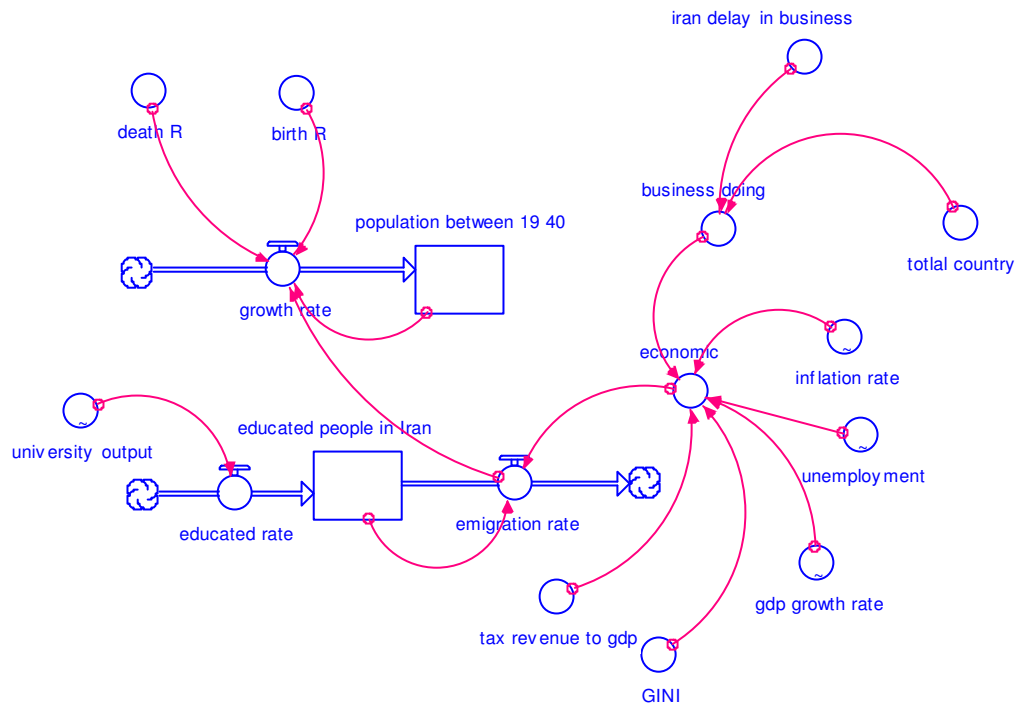 iran delay in business
death R
birth R
business doing
population between 19 40
totlal country
growth rate
economic
inflation rate
educated people in Iran
university output
unemployment
educated rate
emigration rate
gdp growth rate
tax revenue to gdp
GINI